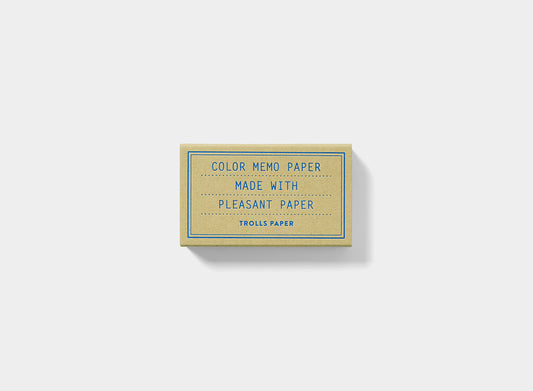 COLOR MEMO PAPER
MADE WITH
PLEASANT PAPER
TROLLS PAPER